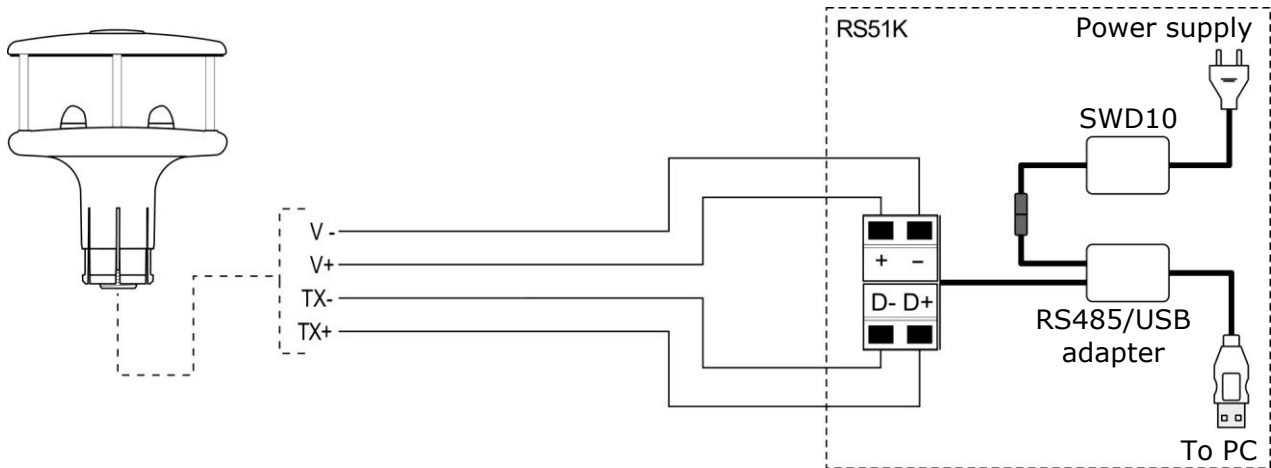 RS51K
Power supply
SWD10
V -
V+
TX-
TX+
+ -
D- D+
RS485/USB
adapter
To PC